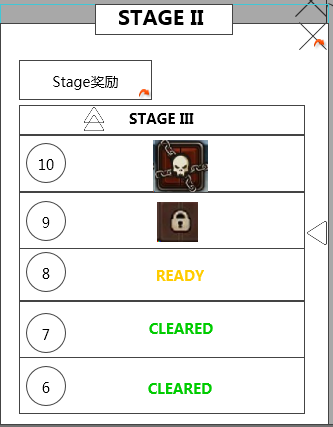 STAGE II
Stage奖励
STAGE III
10
9
8
READY
7
CLEARED
6
CLEARED